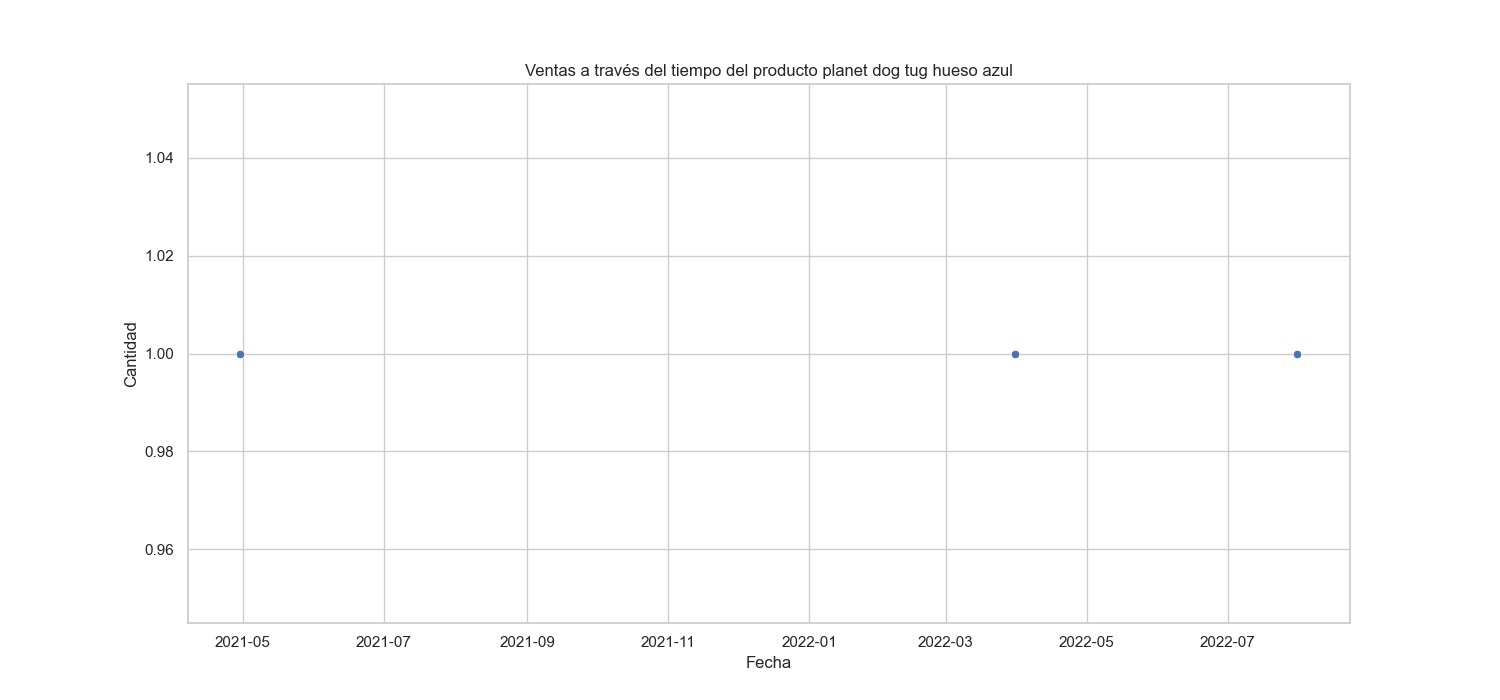 Ventas a través del tiempo del producto planet dog tug hueso azul
1.04
1.02
1.00
0.98
0.96
Cantidad
2021-05 2021-07 2021-09 2021-11 2022-01 2022-03 2022-05 2022-07
Fecha